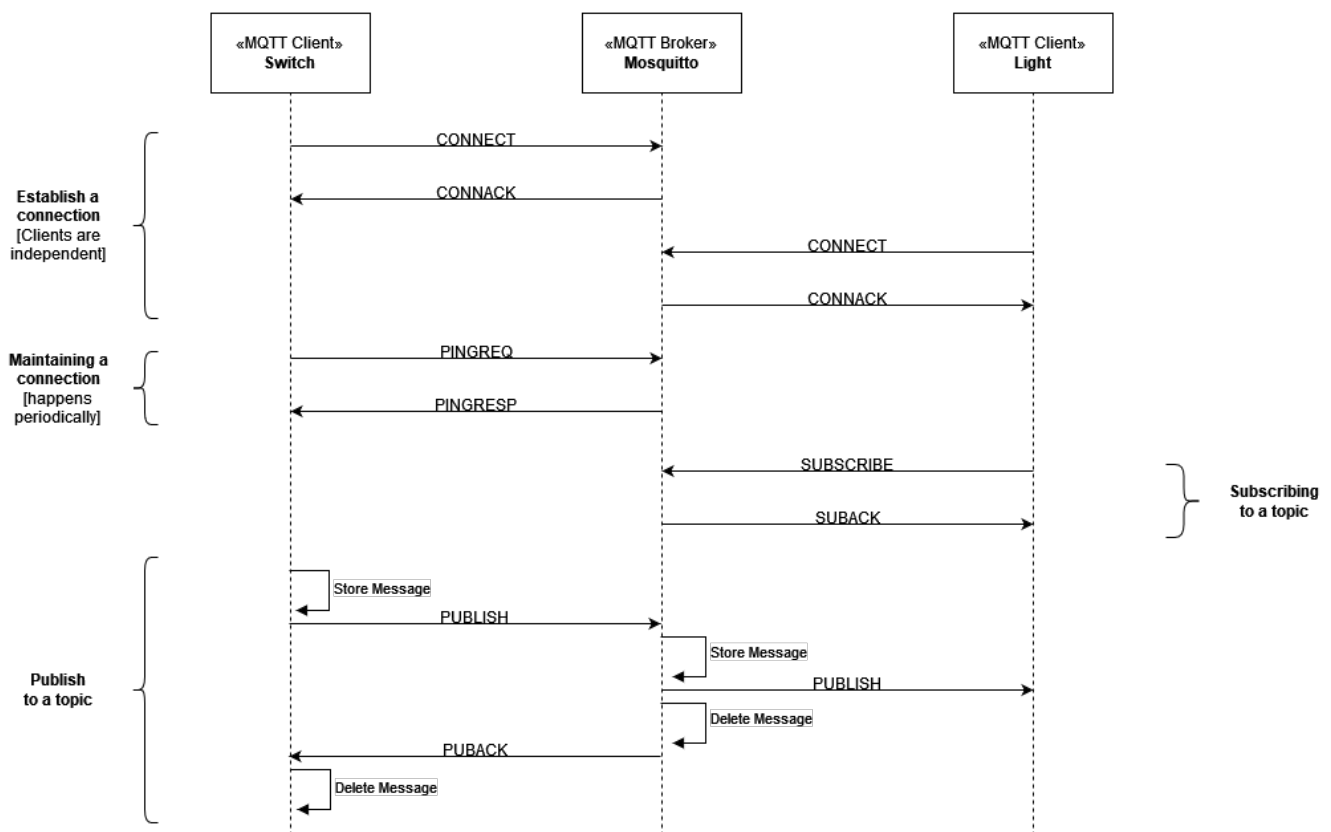 «MQTT Client»
Switch
«MQTT Broker»
Mosquitto
«MQTT Client»
Light
CONNECT
CONNACK
Establish a
connection
[Clients are
independent]
CONNECT
CONNACK
Maintaining a
connection
[happens
periodically]
PINGREQ
PINGRESP
SUBSCRIBE
SUBACK
Subscribing
to a topic
Store Message
PUBLISH
Store Message
Publish
to a topic
PUBLISH
Delete Message
PUBACK
Delete Message